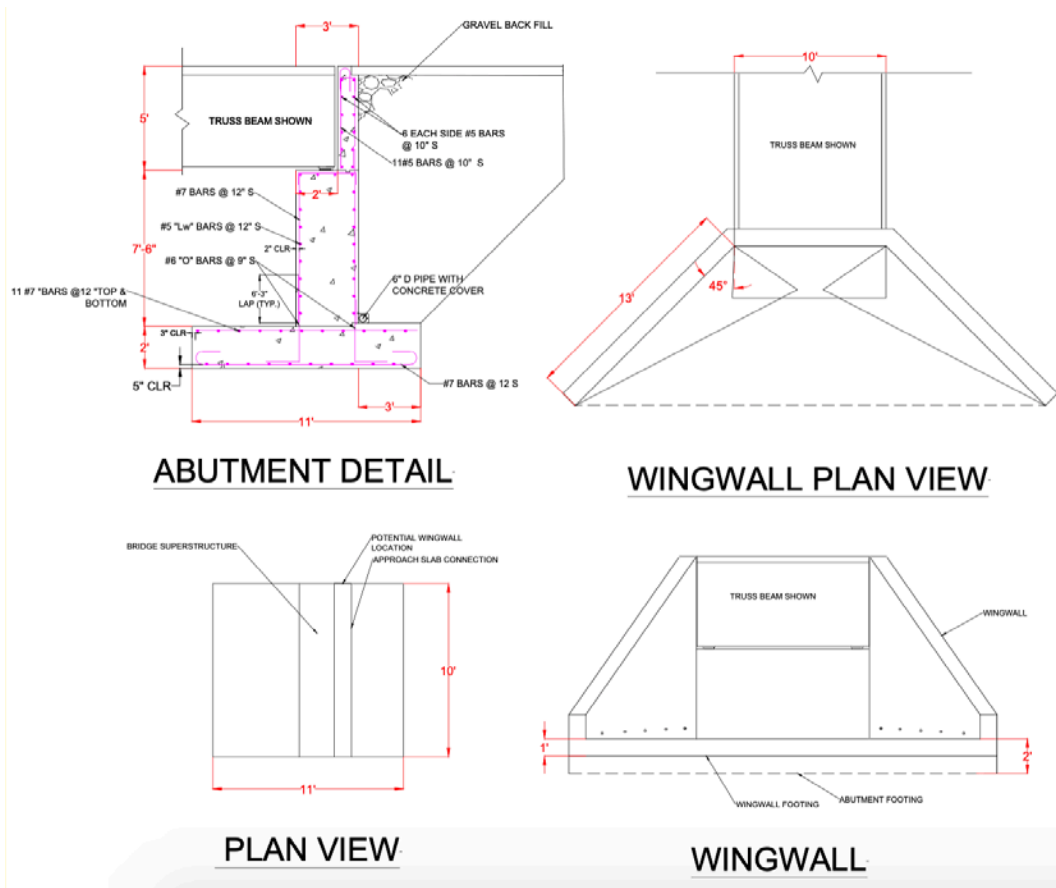 3'
GRAVEL BACK FILL
5'
TRUSS BEAM SHOWN
6 EACH SIDE #5 BARS
@ 10" S
11#5 BARS @ 10" S
#7 BARS @ 12" S
2'
#5 "Lw" BARS @ 12" S
2" CLR
7'-6"
#6 "O" BARS @ 9" S
6'-3"
LAP (TYP.)
6" D PIPE WITH
CONCRETE COVER
11 #7 "BARS @12 "TOP &
BOTTOM
3" CLR
2'
5" CLR
#7 BARS @ 12 S
3'
11'
ABUTMENT DETAIL
10'
TRUSS BEAM SHOWN
13'
45°
WINGWALL PLAN VIEW
BRIDGE SUPERSTRUCTURE
POTENTIAL WINGWALL
LOCATION
APPROACH SLAB CONNECTION
10'
11'
PLAN VIEW
TRUSS BEAM SHOWN
WINGWALL
1'
2'
WINGWALL FOOTING
ABUTMENT FOOTING
WINGWALL